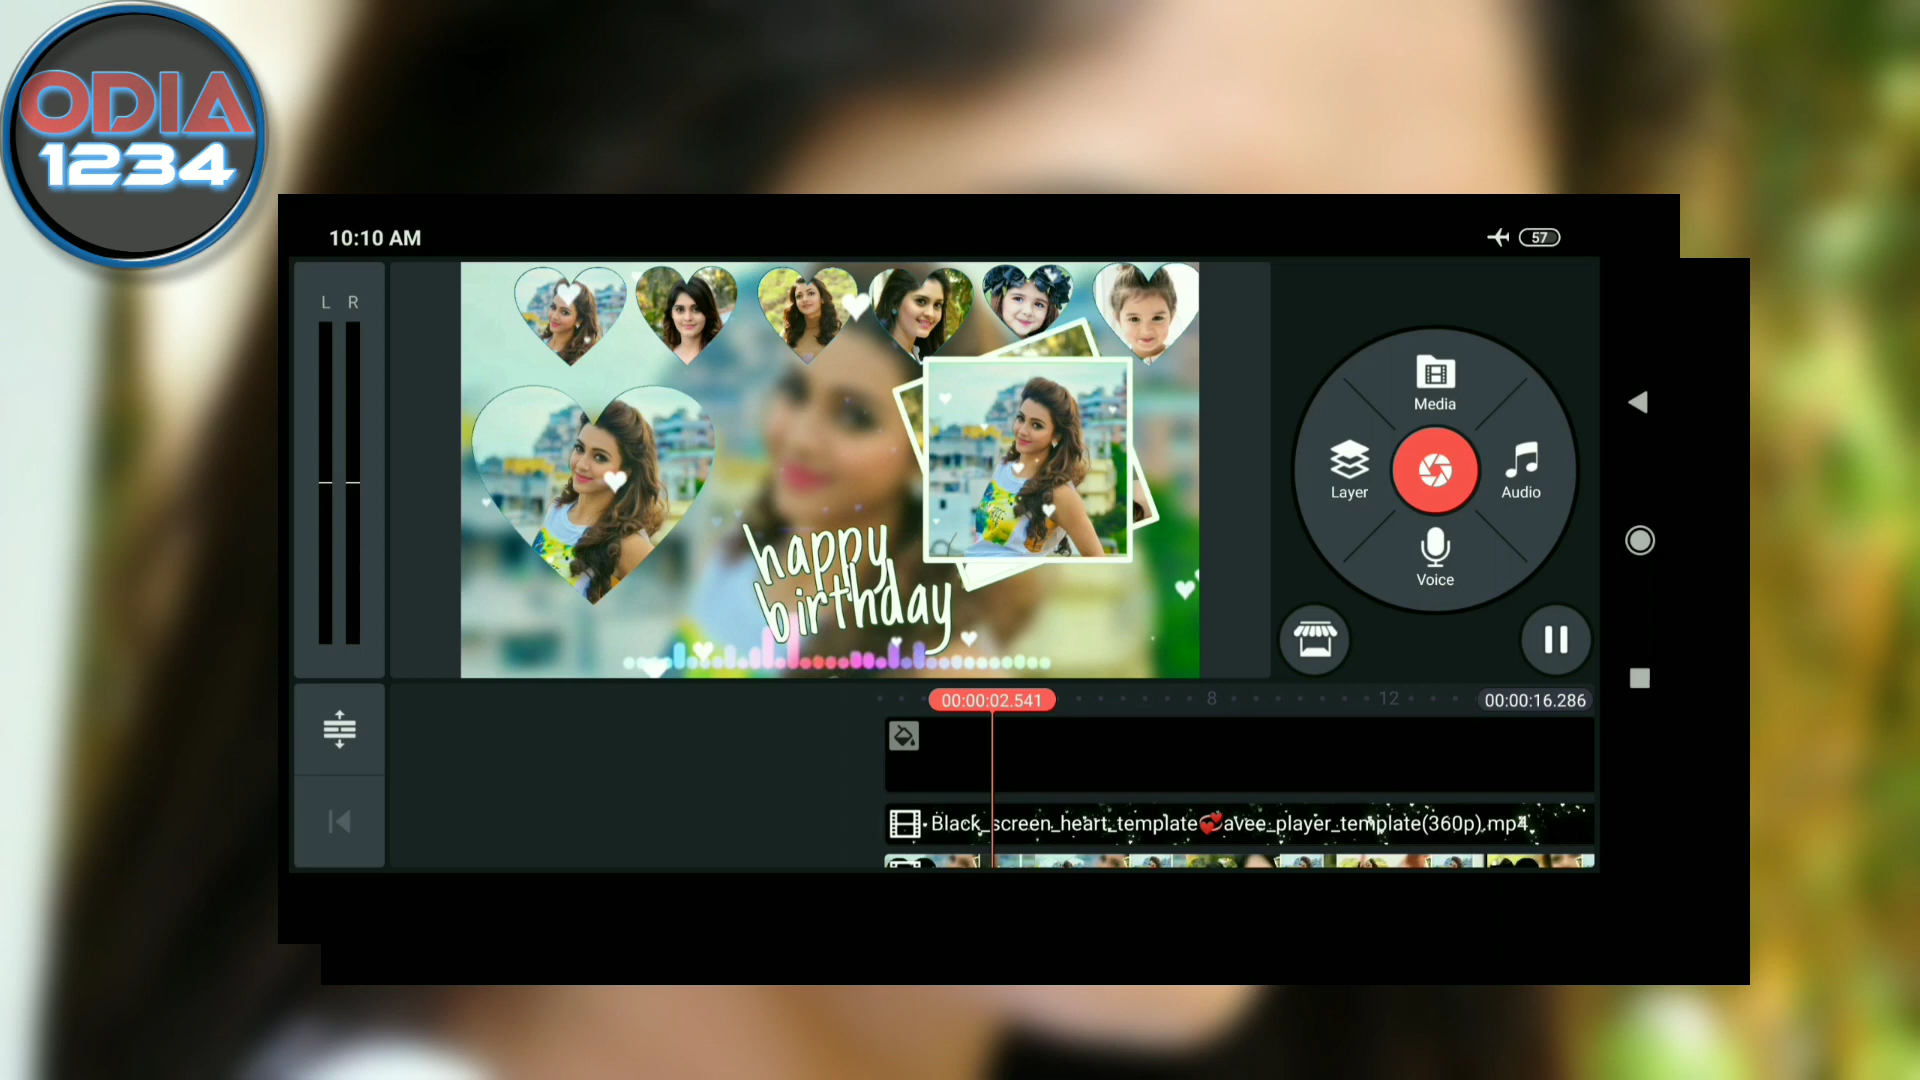 ODIA
1234
10:10 AM
57
L R
Media
Layer
Audio
Voice
happy
birthday
00:00:02.541
8
12
00:00:16.286
Black_screen_heart_template💞avee_player_template(360p).mp4